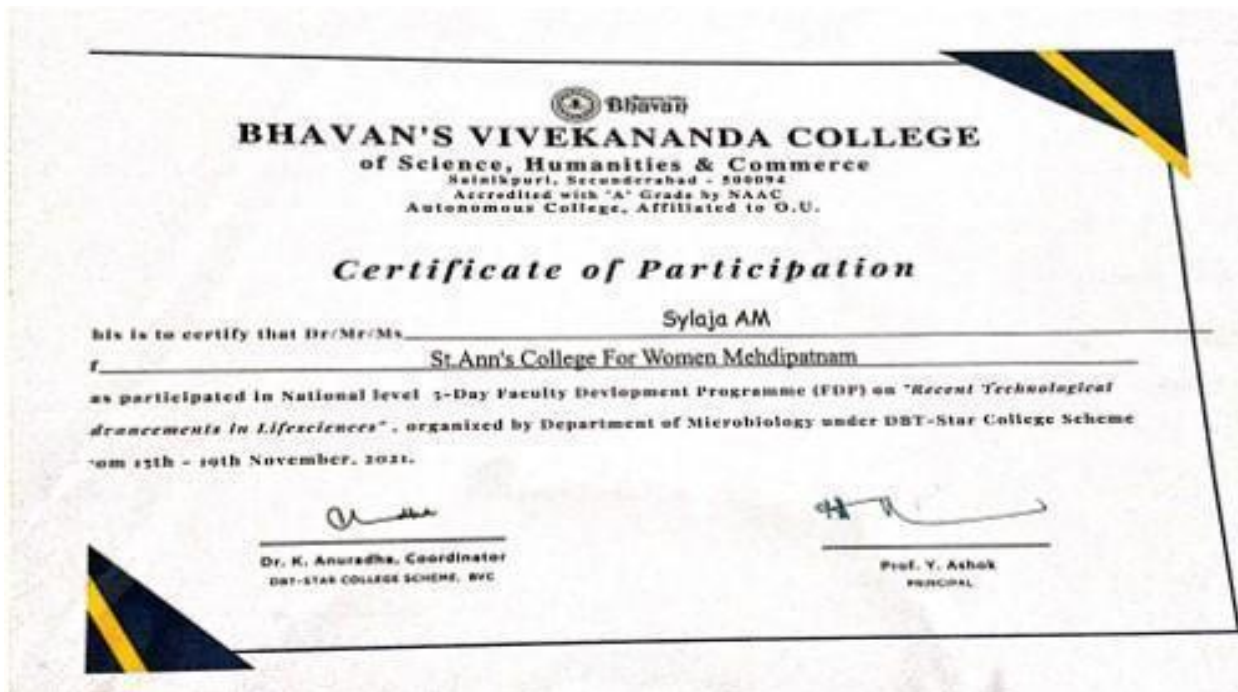 Bhavan
BHAVAN'S VIVEKANANDA COLLEGE
of Science, Humanities & Commerce
Sainikpuri, Secunderabad - 500094
Accredited with 'A' Grade by NAAC
Autonomous College, Affiliated to O.U.
Certificate of Participation
his is to certify that Dr/Mr/Ms Sylaja AM
f St.Ann's College For Women Mehdipatnam
as participated in National level 5-Day Faculty Devlopment Programme (FDP) on "Recent Technological
dvancements in Lifesciences", organized by Department of Microbiology under DBT-Star College Scheme
om 15th - 19th November, 2021.
Dr. K. Anuradha, Coordinator
DBT-STAR COLLEGE SCHEME, BVC
Prof. Y. Ashok
PRINCIPAL